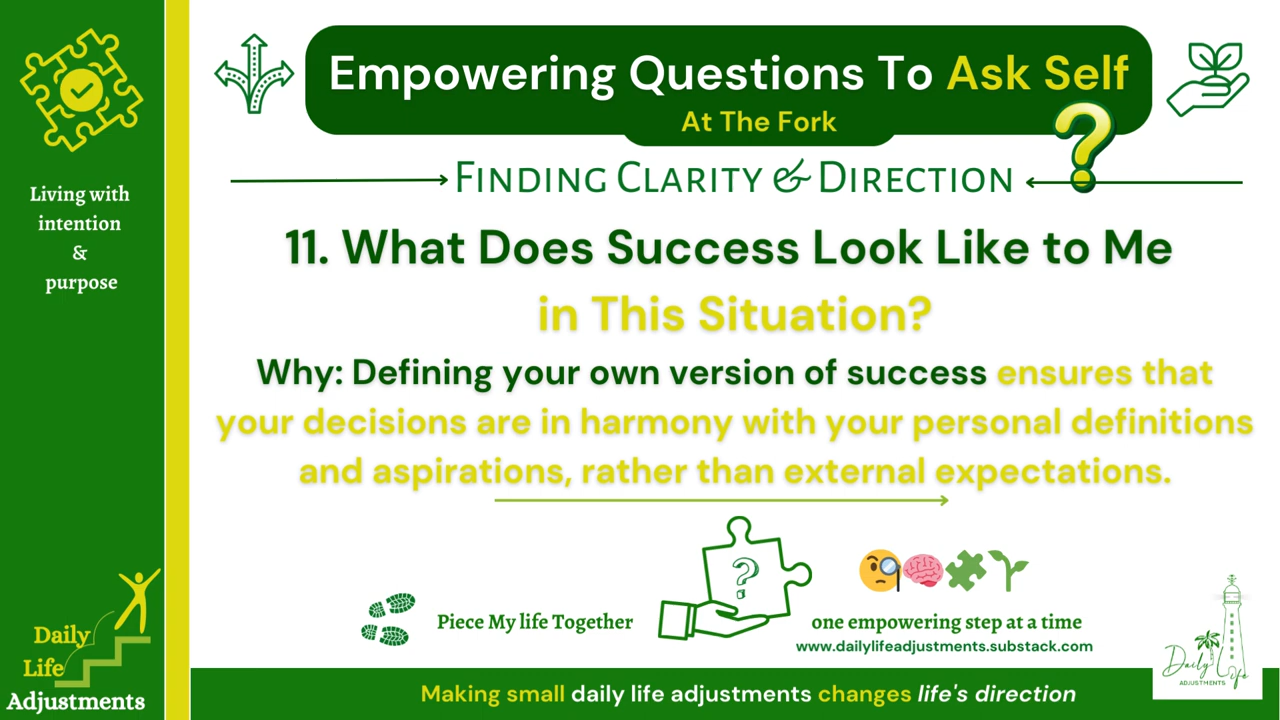 Empowering Questions To Ask Self
At The Fork
?
Finding Clarity & Direction
Living with
intention
&
purpose
11. What Does Success Look Like to Me
in This Situation?
Why: Defining your own version of success ensures that
your decisions are in harmony with your personal definitions
and aspirations, rather than external expectations.
?
Piece My life Together
one empowering step at a time
www.dailylifeadjustments.substack.com
Daily
Life
Adjustments
Daily Life
ADJUSTMENTS
Making small daily life adjustments changes life's direction